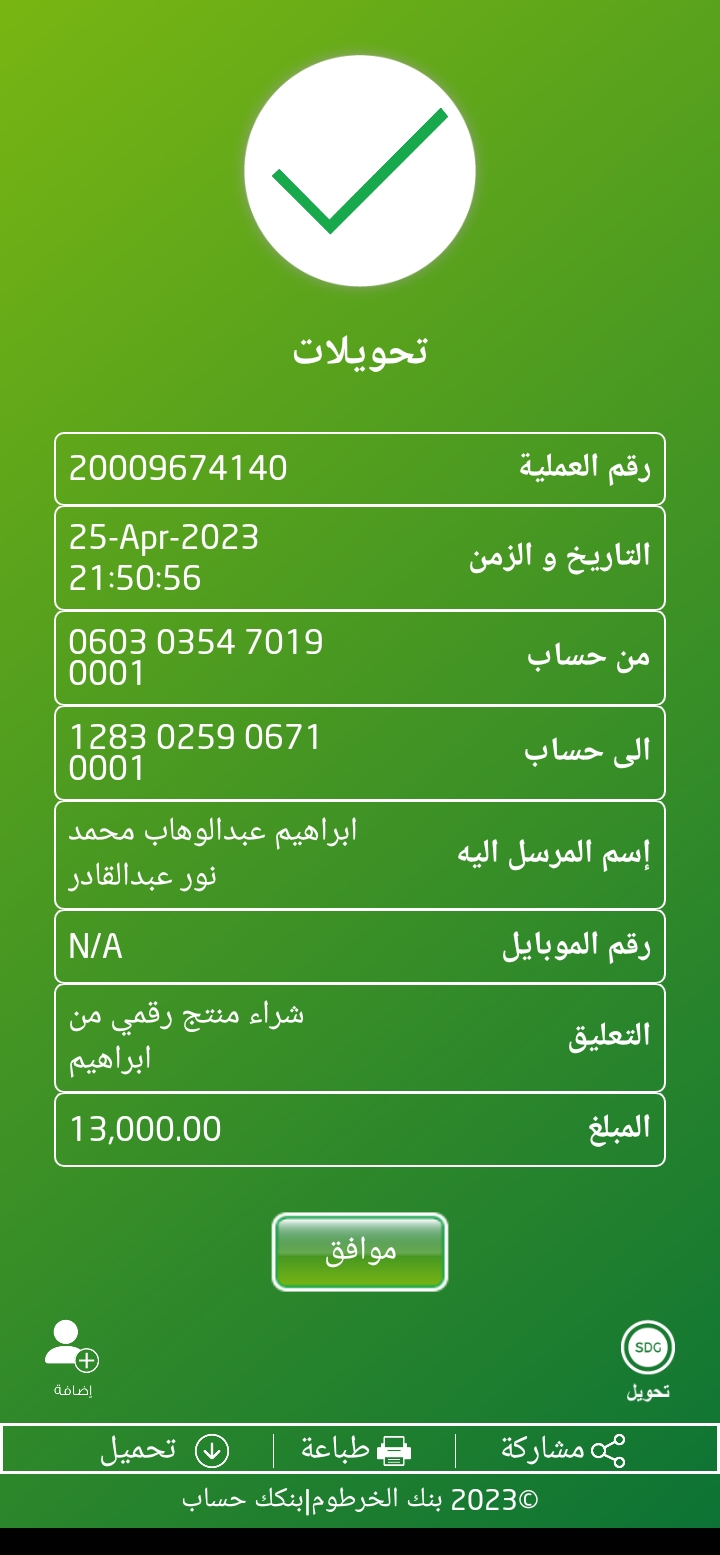 تحويلات
رقم العملية
20009674140
التاريخ و الزمن
25-Apr-2023
21:50:56
من حساب
0603 0354 7019
0001
الى حساب
1283 0259 0671
0001
إسم المرسل اليه
ابراهيم عبدالوهاب محمد
نور عبدالقادر
رقم الموبايل
N/A
التعليق
شراء منتج رقمي من
ابراهيم
المبلغ
13,000.00
موافق
SDG
تحويل
إضافة
مشاركة
طباعة
تحميل
©2023 بنك الخرطوم|بنكك حساب